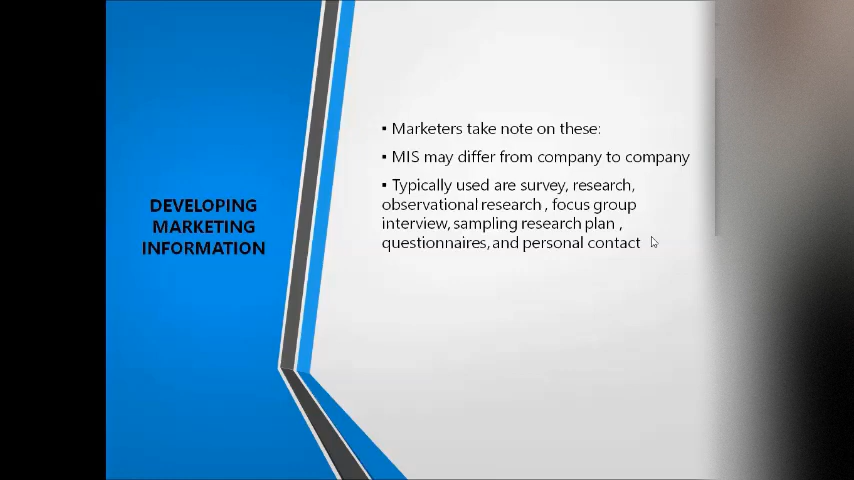 DEVELOPING
MARKETING
INFORMATION
▪ Marketers take note on these:
▪ MIS may differ from company to company
▪ Typically used are survey, research,
observational research , focus group
interview, sampling research plan ,
questionnaires, and personal contact